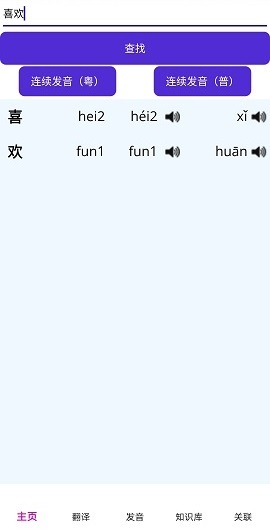 喜欢
查找
连续发音（粤） 连续发音（普）
喜 hei2 héi2 xǐ
欢 fun1 fun1 huān
主页 翻译 发音 知识库 关联